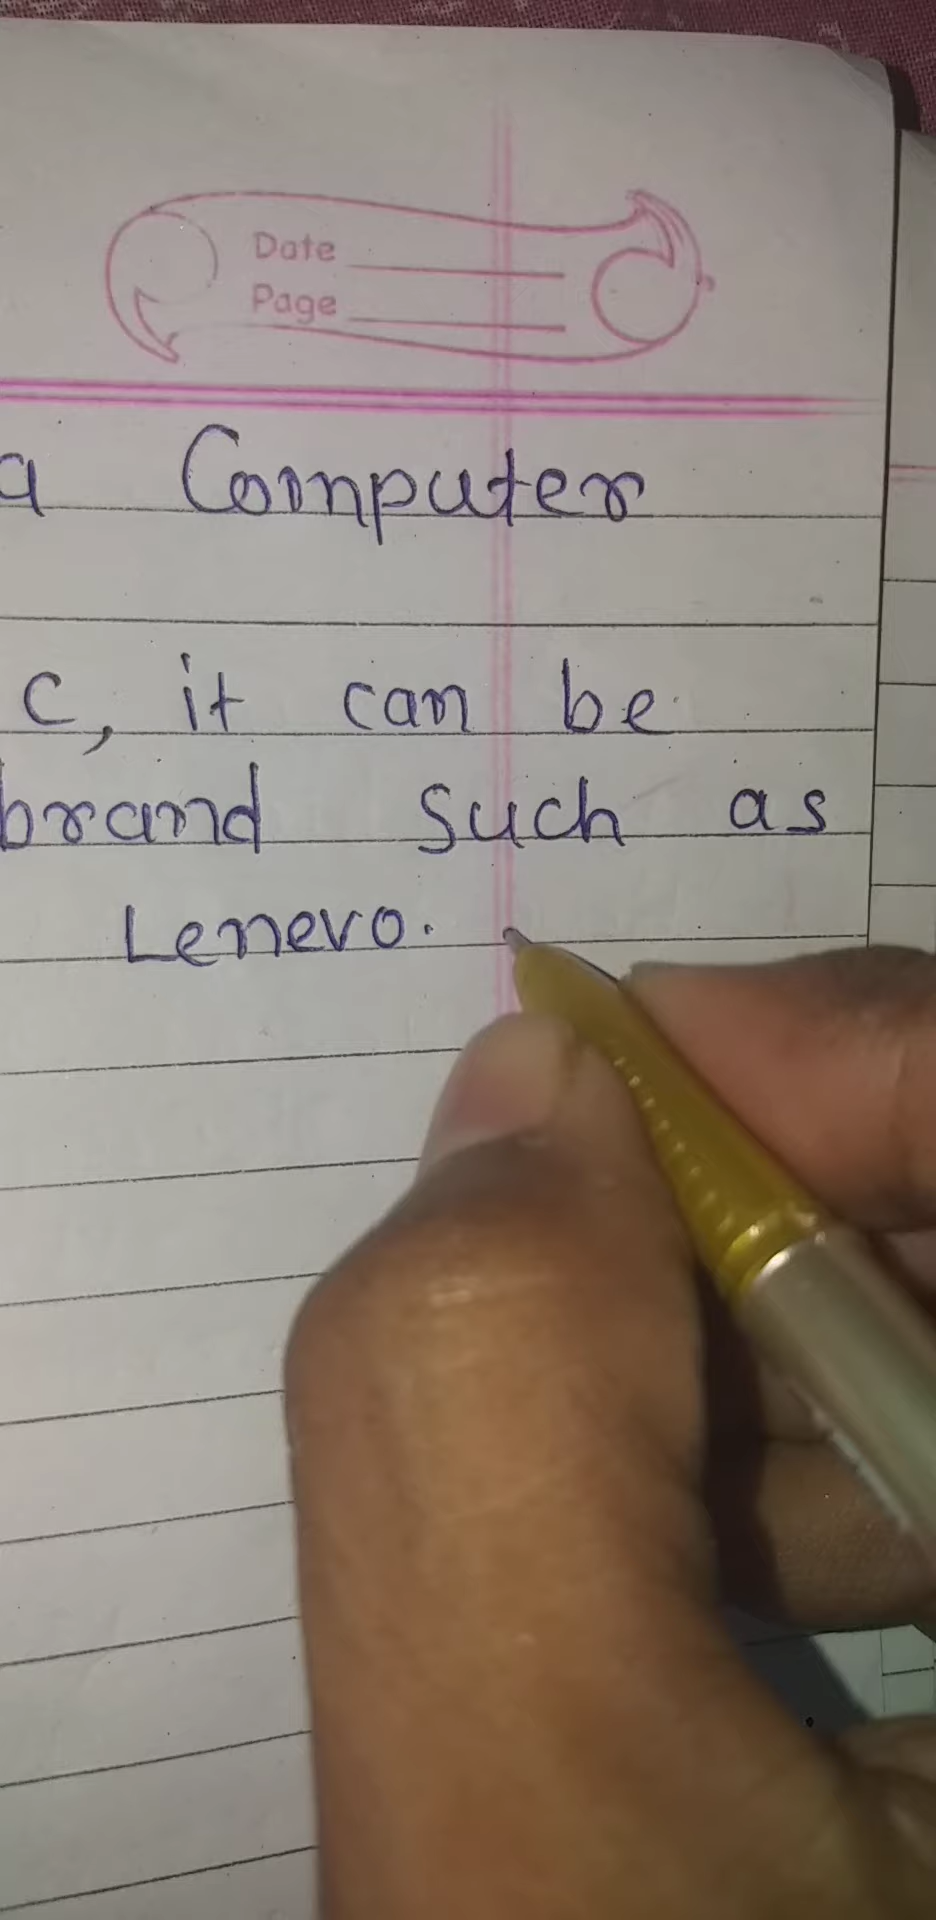 Date
Page
a Computer
c, it can be
brand such as
Lenevo.